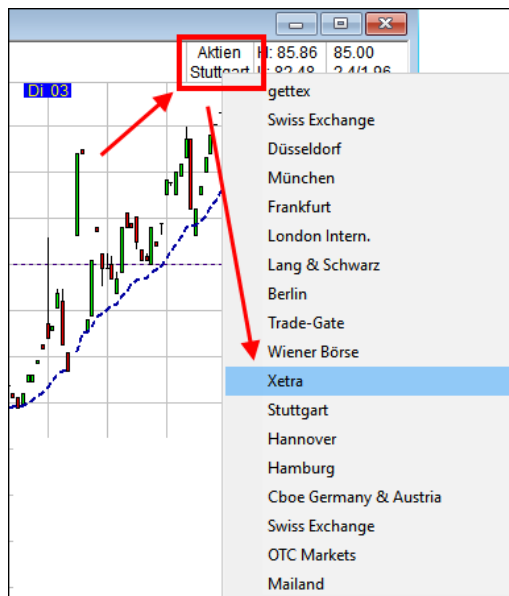 Aktien H: 85.86 85.00
Stuttgart 82.48 2.4/1.96
Di 03
gettex
Swiss Exchange
Düsseldorf
München
Frankfurt
London Intern.
Lang & Schwarz
Berlin
Trade-Gate
Wiener Börse
Xetra
Stuttgart
Hannover
Hamburg
Cboe Germany & Austria
Swiss Exchange
OTC Markets
Mailand